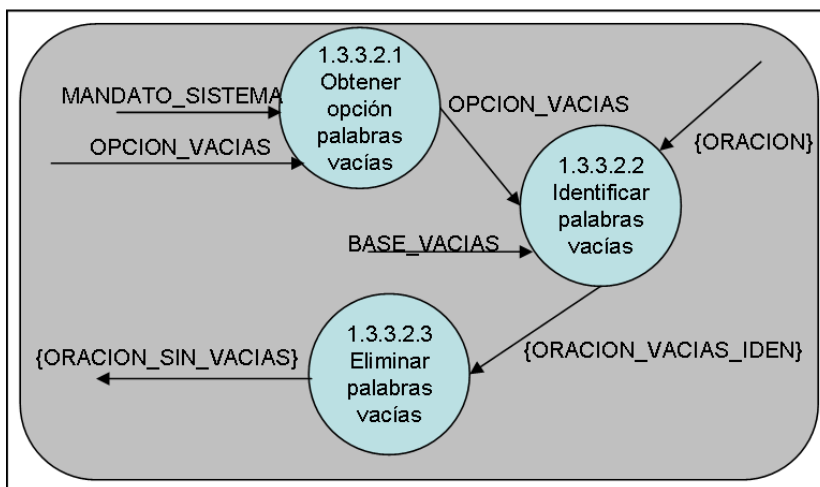 1.3.3.2.1
Obtener
opción
palabras
vacías
MANDATO_SISTEMA
OPCION_VACIAS
OPCION_VACIAS
{ORACION}
1.3.3.2.2
Identificar
palabras
vacías
BASE_VACIAS
{ORACION_VACIAS_IDEN}
1.3.3.2.3
Eliminar
palabras
vacías
{ORACION_SIN_VACIAS}